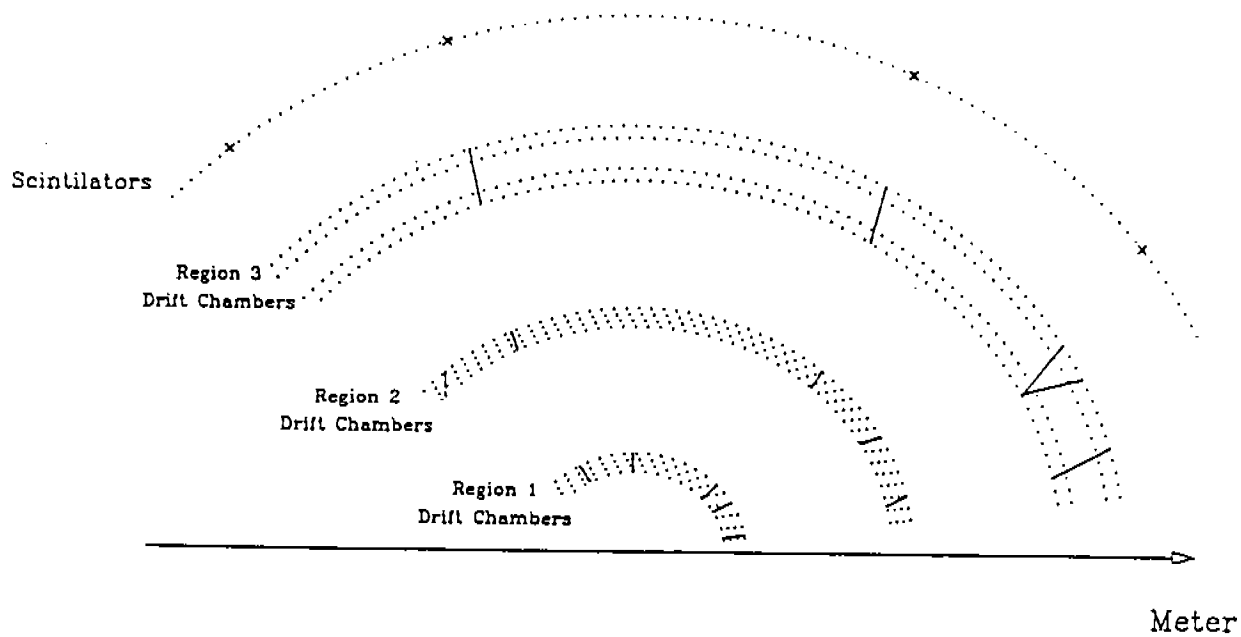 Scintilators
Region 3
Drift Chambers
Region 2
Drift Chambers
Region 1
Drift Chambers
Meter